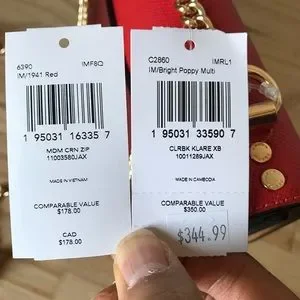 6390 IMF8Q
IM/1941 Red
1 95031 16335 7
MDM CRN ZIP
11003580JAX
MADE IN VIETNAM
COMPARABLE VALUE
$178.00
CAD
$178.00
C2860 IMRL1
IM/Bright Poppy Multi
1 95031 33590 7
CLRBK KLARE XB
10011289JAX
MADE IN CAMBODIA
COMPARABLE VALUE
$350.00
$344.99